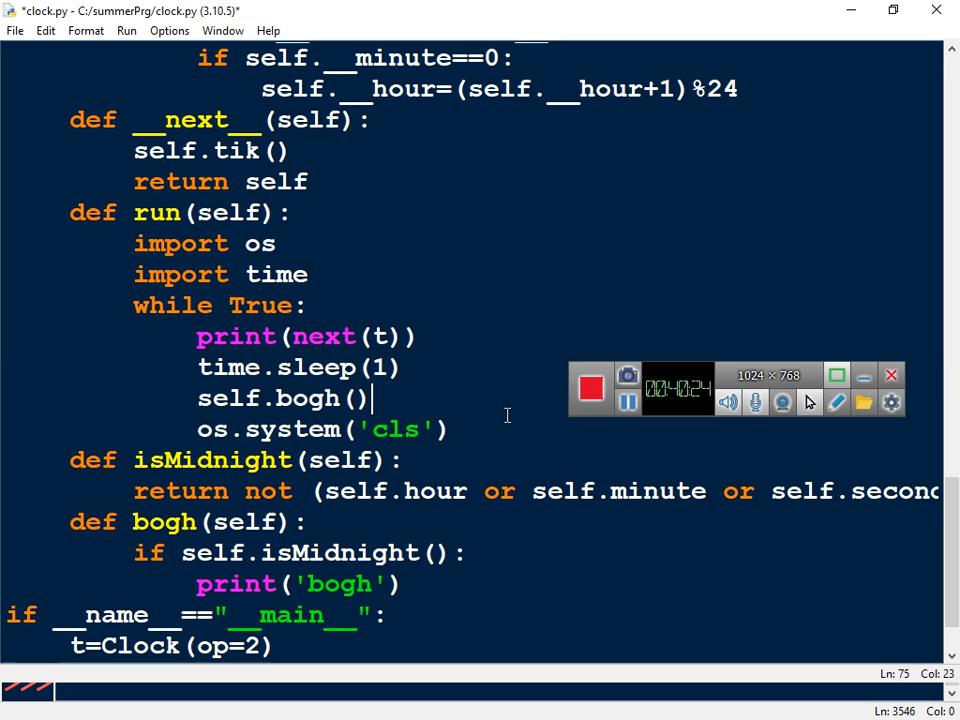 *clock.py - C:/summerPrg/clock.py (3.10.5)*
File Edit Format Run Options Window Help
if self.__minute==0:
self.__hour=(self.__hour+1)%24
def __next__(self):
self.tik()
return self
def run(self):
import os
import time
while True:
print(next(t))
time.sleep(1)
self.bogh()
os.system('cls')
def isMidnight(self):
return not (self.hour or self.minute or self.second
def bogh(self):
if self.isMidnight():
print('bogh')
if __name__=="__main__":
t=Clock(op=2)
1024 × 768
00:40:24
Ln: 75 Col: 23
>>>
Ln: 3546 Col: 0